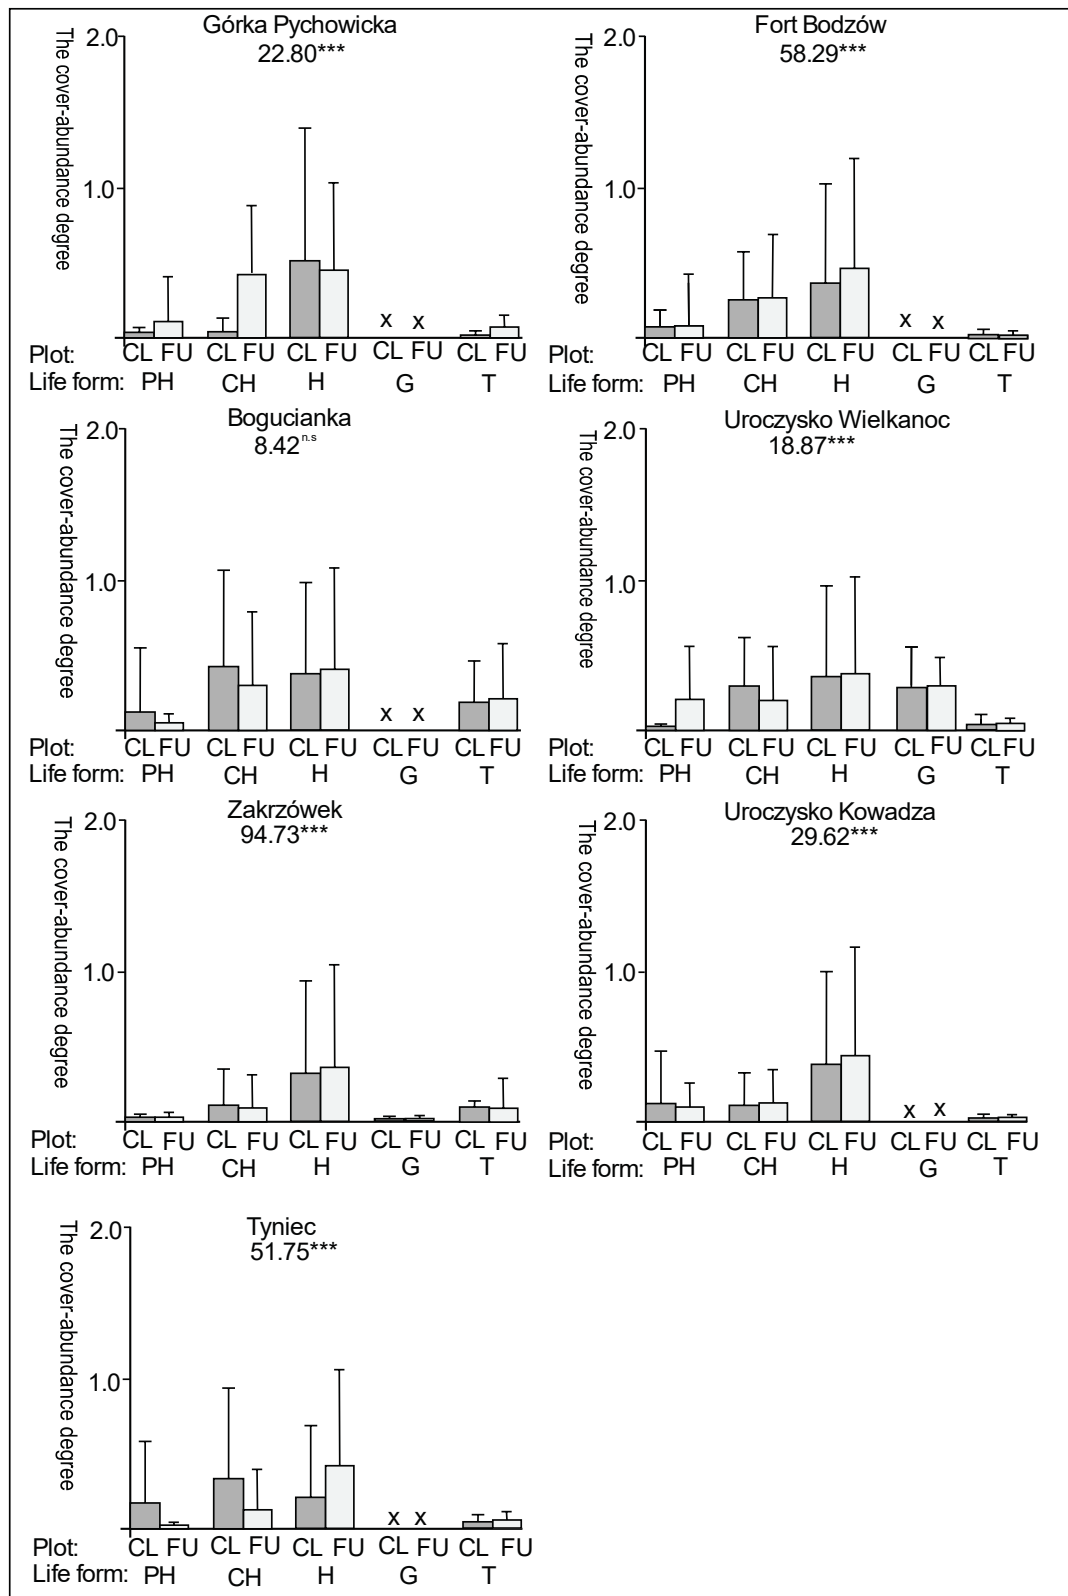 Górka Pychowicka
22.80***
The cover-abundance degree
2.0
1.0
x x
Plot: CL FU CL FU CL FU CL FU CL FU
Life form: PH CH H G T
Fort Bodzów
58.29***
The cover-abundance degree
2.0
1.0
x x
Plot: CL FU CL FU CL FU CL FU CL FU
Life form: PH CH H G T
Bogucianka
8.42n.s
The cover-abundance degree
2.0
1.0
x x
Plot: CL FU CL FU CL FU CL FU CL FU
Life form: PH CH H G T
Uroczysko Wielkanoc
18.87***
The cover-abundance degree
2.0
1.0
Plot: CL FU CL FU CL FU CL FU CL FU
Life form: PH CH H G T
Zakrzówek
94.73***
The cover-abundance degree
2.0
1.0
Plot: CL FU CL FU CL FU CL FU CL FU
Life form: PH CH H G T
Uroczysko Kowadza
29.62***
The cover-abundance degree
2.0
1.0
x x
Plot: CL FU CL FU CL FU CL FU CL FU
Life form: PH CH H G T
Tyniec
51.75***
The cover-abundance degree
2.0
1.0
x x
Plot: CL FU CL FU CL FU CL FU CL FU
Life form: PH CH H G T